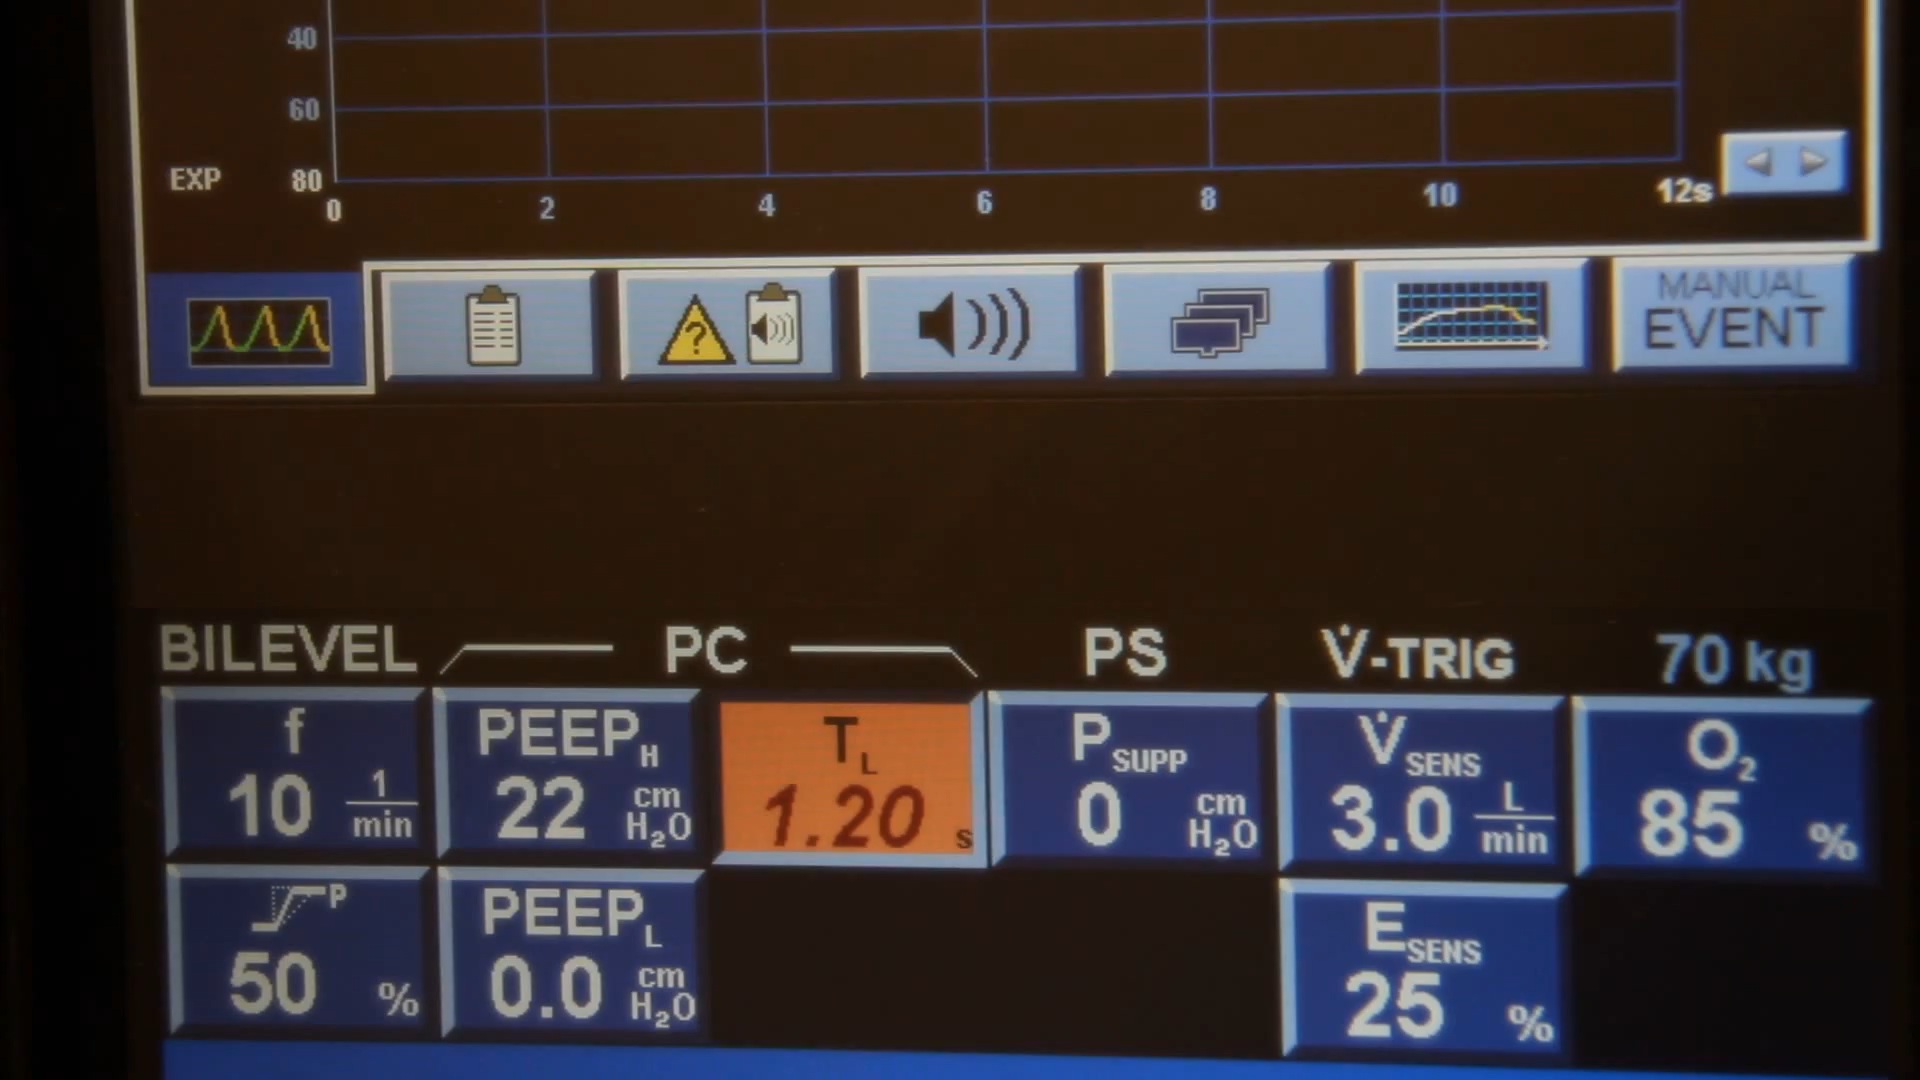 40
60
EXP 80
0 2 4 6 8 10 12s
?
MANUAL
EVENT
BILEVEL PC PS V̇-TRIG 70 kg
f
10 1/min
PEEPH
22 cm H2O
TL
1.20 s
PSUPP
0 cm H2O
V̇SENS
3.0 L/min
O2
85 %
P
50 %
PEEPL
0.0 cm H2O
ESENS
25 %